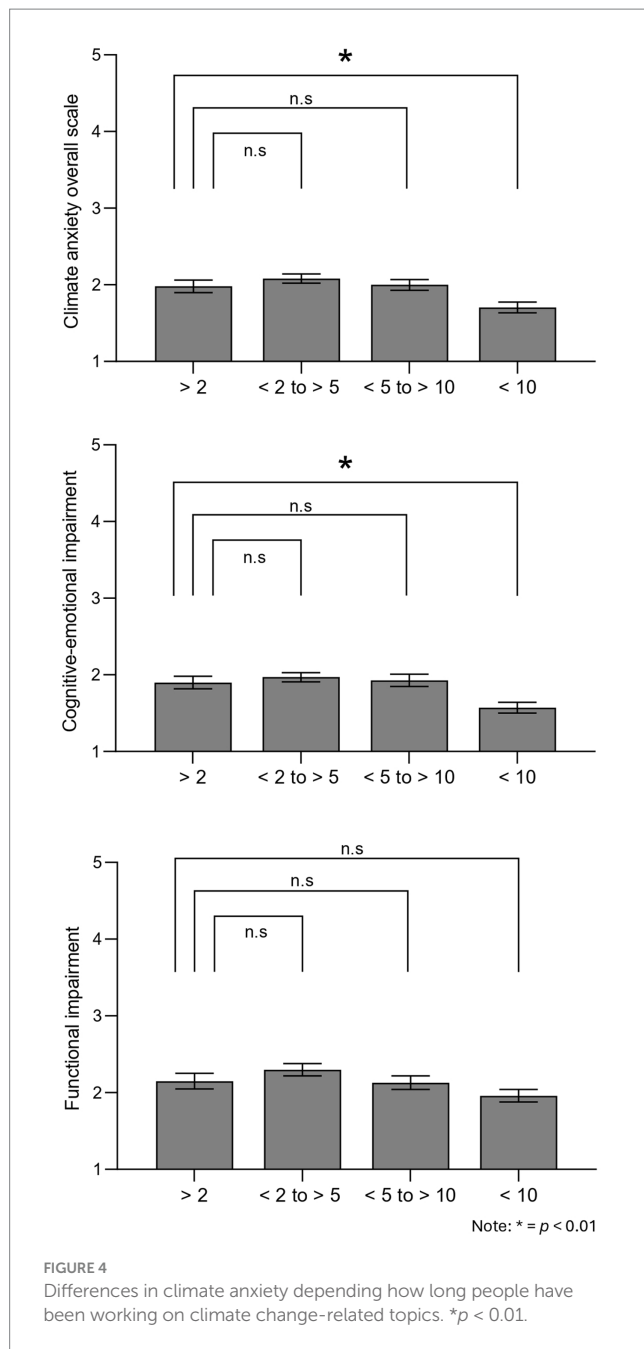 5
*
n.s
4
n.s
3
2
1
Climate anxiety overall scale
> 2
< 2 to > 5
< 5 to > 10
< 10
5
*
n.s
4
n.s
3
2
1
Cognitive-emotional impairment
> 2
< 2 to > 5
< 5 to > 10
< 10
n.s
5
n.s
4
n.s
3
2
1
Functional impairment
> 2
< 2 to > 5
< 5 to > 10
< 10
Note: * = p < 0.01
FIGURE 4
Differences in climate anxiety depending how long people have
been working on climate change-related topics. *p < 0.01.